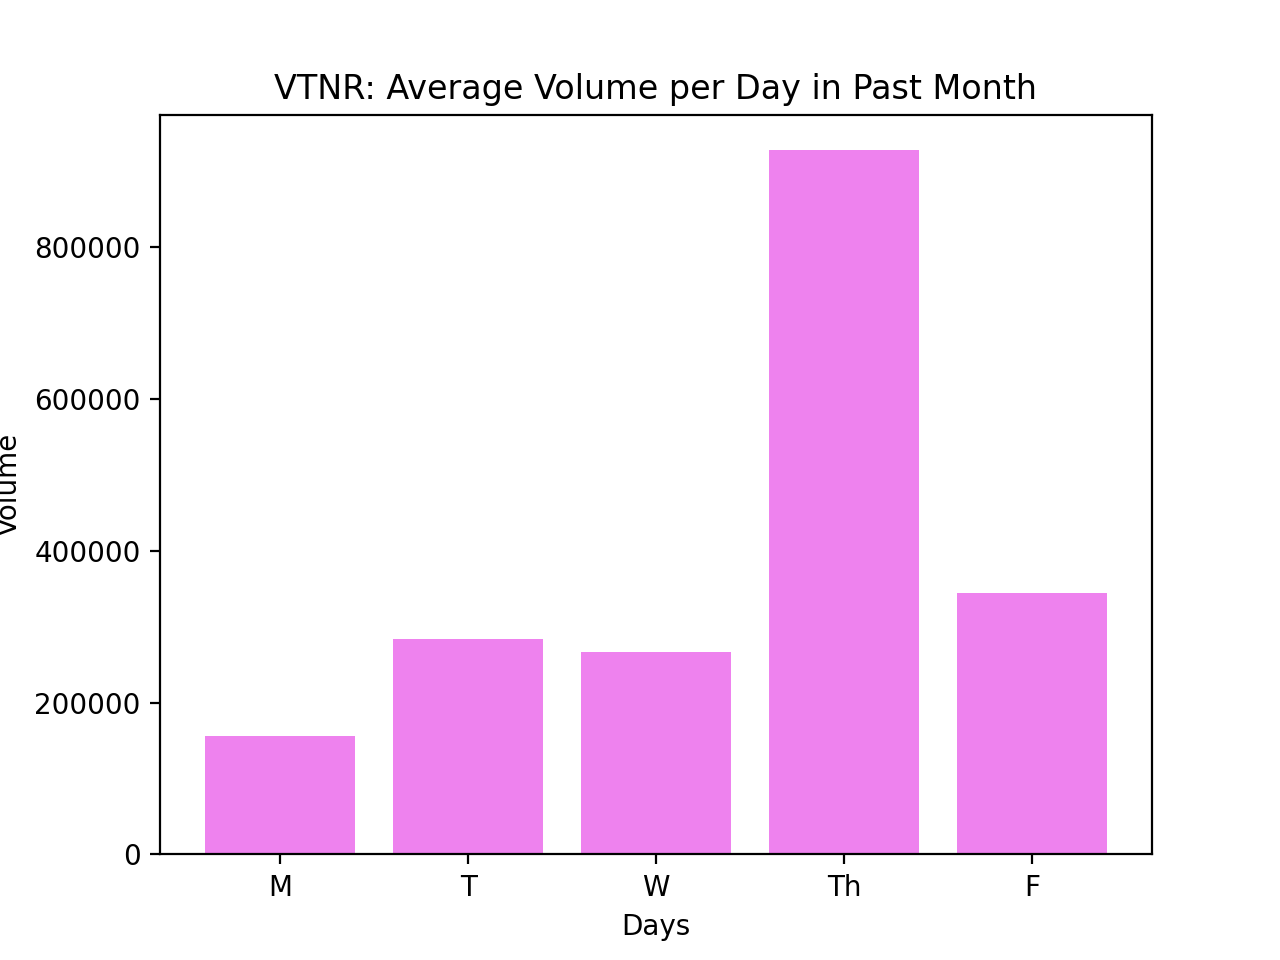 VTNR: Average Volume per Day in Past Month
Volume
800000
600000
400000
200000
0
M T W Th F
Days